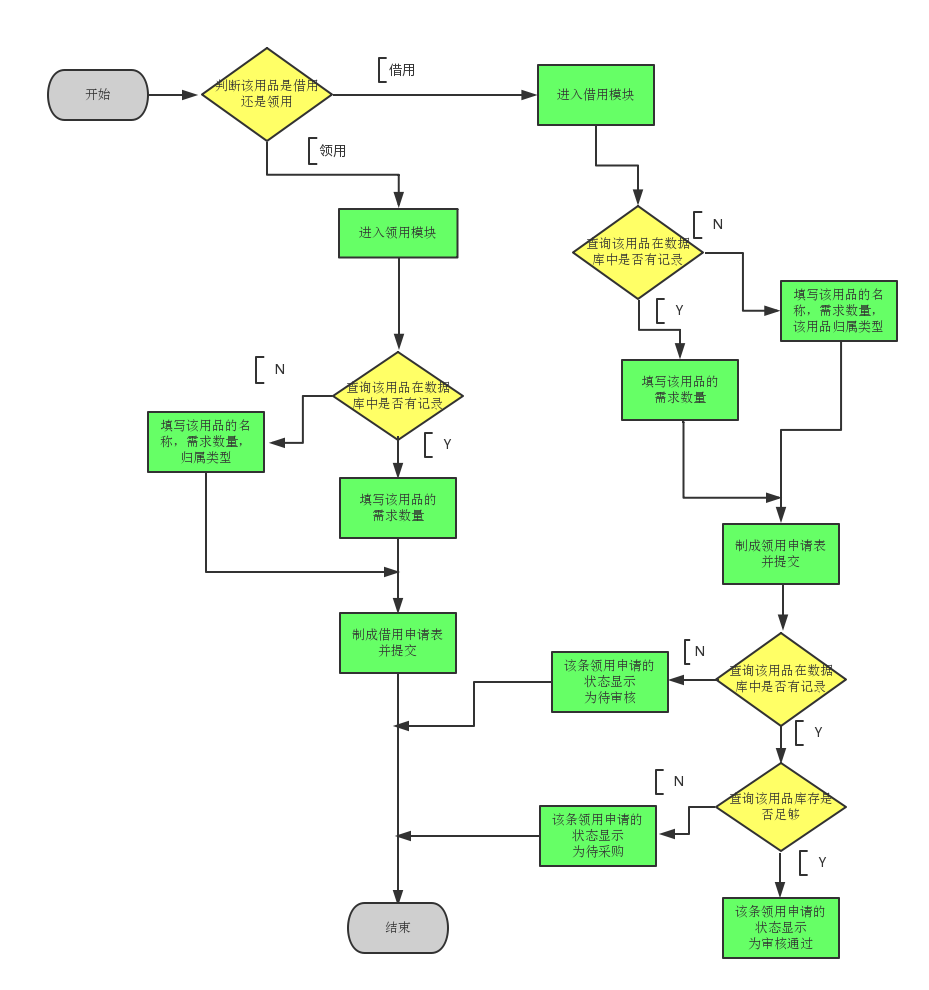 开始
判断该用品是借用
还是领用
借用
进入借用模块
领用
进入领用模块
查询该用品在数据
库中是否有记录
N
填写该用品的名
称，需求数量，
该用品归属类型
Y
填写该用品的
需求数量
查询该用品在数据
库中是否有记录
N
填写该用品的名
称，需求数量，
归属类型
Y
填写该用品的
需求数量
制成领用申请表
并提交
制成借用申请表
并提交
查询该用品在数据
库中是否有记录
N
该条领用申请的
状态显示
为待审核
Y
查询该用品库存是
否足够
N
该条领用申请的
状态显示
为待采购
Y
该条领用申请的
状态显示
为审核通过
结束